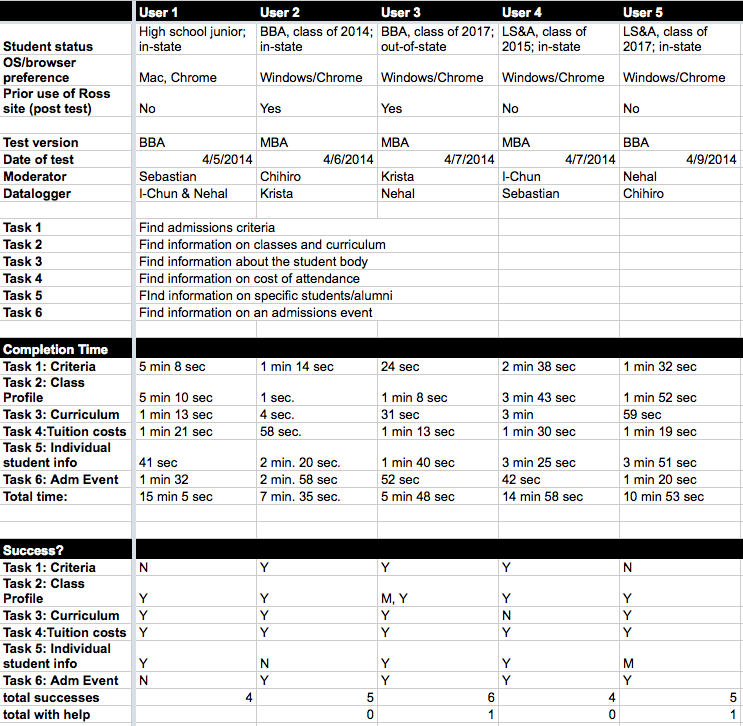 User 1 User 2 User 3 User 4 User 5
High school junior; BBA, class of 2014; BBA, class of 2017; LS&A, class of LS&A, class of
Student status in-state in-state out-of-state 2015; in-state 2017; in-state
OS/browser
preference Mac, Chrome Windows/Chrome Windows/Chrome Windows/Chrome Windows/Chrome
Prior use of Ross
site (post test) No Yes Yes No No
Test version BBA MBA MBA MBA BBA
Date of test 4/5/2014 4/6/2014 4/7/2014 4/7/2014 4/9/2014
Moderator Sebastian Chihiro Krista I-Chun Nehal
Datalogger I-Chun & Nehal Krista Nehal Sebastian Chihiro
Task 1 Find admissions criteria
Task 2 Find information on classes and curriculum
Task 3 Find information about the student body
Task 4 Find information on cost of attendance
Task 5 FInd information on specific students/alumni
Task 6 Find information on an admissions event
Completion Time
Task 1: Criteria 5 min 8 sec 1 min 14 sec 24 sec 2 min 38 sec 1 min 32 sec
Task 2: Class
Profile 5 min 10 sec 1 sec. 1 min 8 sec 3 min 43 sec 1 min 52 sec
Task 3: Curriculum 1 min 13 sec 4 sec. 31 sec 3 min 59 sec
Task 4:Tuition costs 1 min 21 sec 58 sec. 1 min 13 sec 1 min 30 sec 1 min 19 sec
Task 5: Individual
student info 41 sec 2 min. 20 sec. 1 min 40 sec 3 min 25 sec 3 min 51 sec
Task 6: Adm Event 1 min 32 2 min. 58 sec 52 sec 42 sec 1 min 20 sec
Total time: 15 min 5 sec 7 min. 35 sec. 5 min 48 sec 14 min 58 sec 10 min 53 sec
Success?
Task 1: Criteria N Y Y Y N
Task 2: Class
Profile Y Y M, Y Y Y
Task 3: Curriculum Y Y Y N Y
Task 4:Tuition costs Y Y Y Y Y
Task 5: Individual
student info Y N Y Y M
Task 6: Adm Event N Y Y Y Y
total successes 4 5 6 4 5
total with help 0 1 0 1